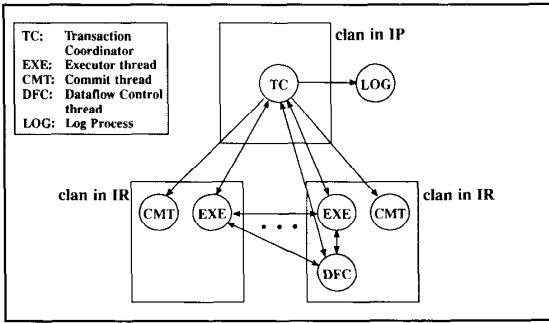 TC: Transaction
Coordinator
EXE: Executor thread
CMT: Commit thread
DFC: Dataflow Control
thread
LOG: Log Process
clan in IP
TC
LOG
clan in IR
CMT
EXE
• • •
EXE
CMT
clan in IR
DFC